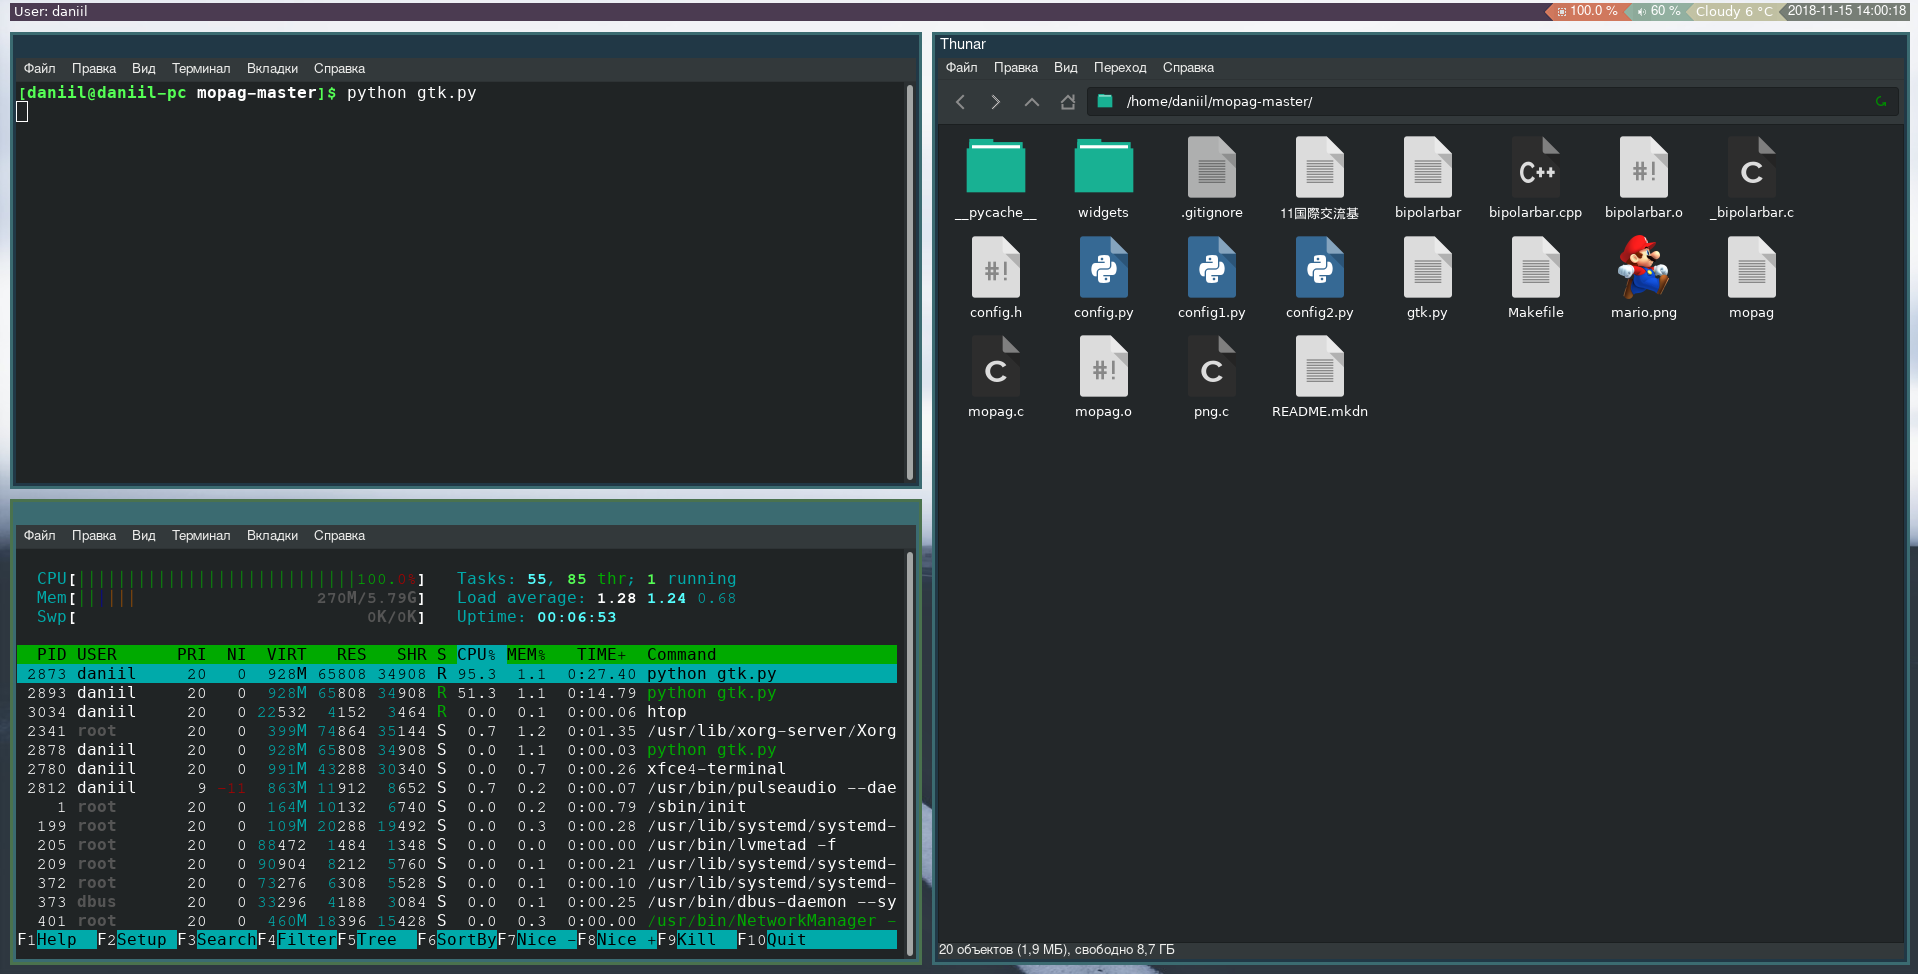 User: daniil
100.0 % 60 % Cloudy 6 °C 2018-11-15 14:00:18
Файл Правка Вид Терминал Вкладки Справка
[daniil@daniil-pc mopag-master]$ python gtk.py
Файл Правка Вид Терминал Вкладки Справка
CPU[||||||||||||||||||||||||||||100.0%] Tasks: 55, 85 thr; 1 running
Mem[|||||| 270M/5.79G] Load average: 1.28 1.24 0.68
Swp[ 0K/0K] Uptime: 00:06:53
PID USER PRI NI VIRT RES SHR S CPU% MEM% TIME+ Command
2873 daniil 20 0 928M 65808 34908 R 95.3 1.1 0:27.40 python gtk.py
2893 daniil 20 0 928M 65808 34908 R 51.3 1.1 0:14.79 python gtk.py
3034 daniil 20 0 22532 4152 3464 R 0.0 0.1 0:00.06 htop
2341 root 20 0 399M 74864 35144 S 0.7 1.2 0:01.35 /usr/lib/xorg-server/Xorg
2878 daniil 20 0 928M 65808 34908 S 0.0 1.1 0:00.03 python gtk.py
2780 daniil 20 0 991M 43288 30340 S 0.0 0.7 0:00.26 xfce4-terminal
2812 daniil 9 -11 863M 11912 8652 S 0.7 0.2 0:00.07 /usr/bin/pulseaudio --dae
1 root 20 0 164M 10132 6740 S 0.0 0.2 0:00.79 /sbin/init
199 root 20 0 109M 20288 19492 S 0.0 0.3 0:00.28 /usr/lib/systemd/systemd-
205 root 20 0 88472 1484 1348 S 0.0 0.0 0:00.00 /usr/bin/lvmetad -f
209 root 20 0 90904 8212 5760 S 0.0 0.1 0:00.21 /usr/lib/systemd/systemd-
372 root 20 0 73276 6308 5528 S 0.0 0.1 0:00.10 /usr/lib/systemd/systemd-
373 dbus 20 0 33296 4188 3084 S 0.0 0.1 0:00.25 /usr/bin/dbus-daemon --sy
401 root 20 0 460M 18396 15428 S 0.0 0.3 0:00.00 /usr/bin/NetworkManager -
F1Help F2Setup F3SearchF4FilterF5Tree F6SortByF7Nice -F8Nice +F9Kill F10Quit
Thunar
Файл Правка Вид Переход Справка
/home/daniil/mopag-master/
C++ #! C
__pycache__ widgets .gitignore 11国際交流基 bipolarbar bipolarbar.cpp bipolarbar.o _bipolarbar.c
#!
config.h config.py config1.py config2.py gtk.py Makefile mario.png mopag
C #! C
mopag.c mopag.o png.c README.mkdn
20 объектов (1,9 МБ), свободно 8,7 ГБ